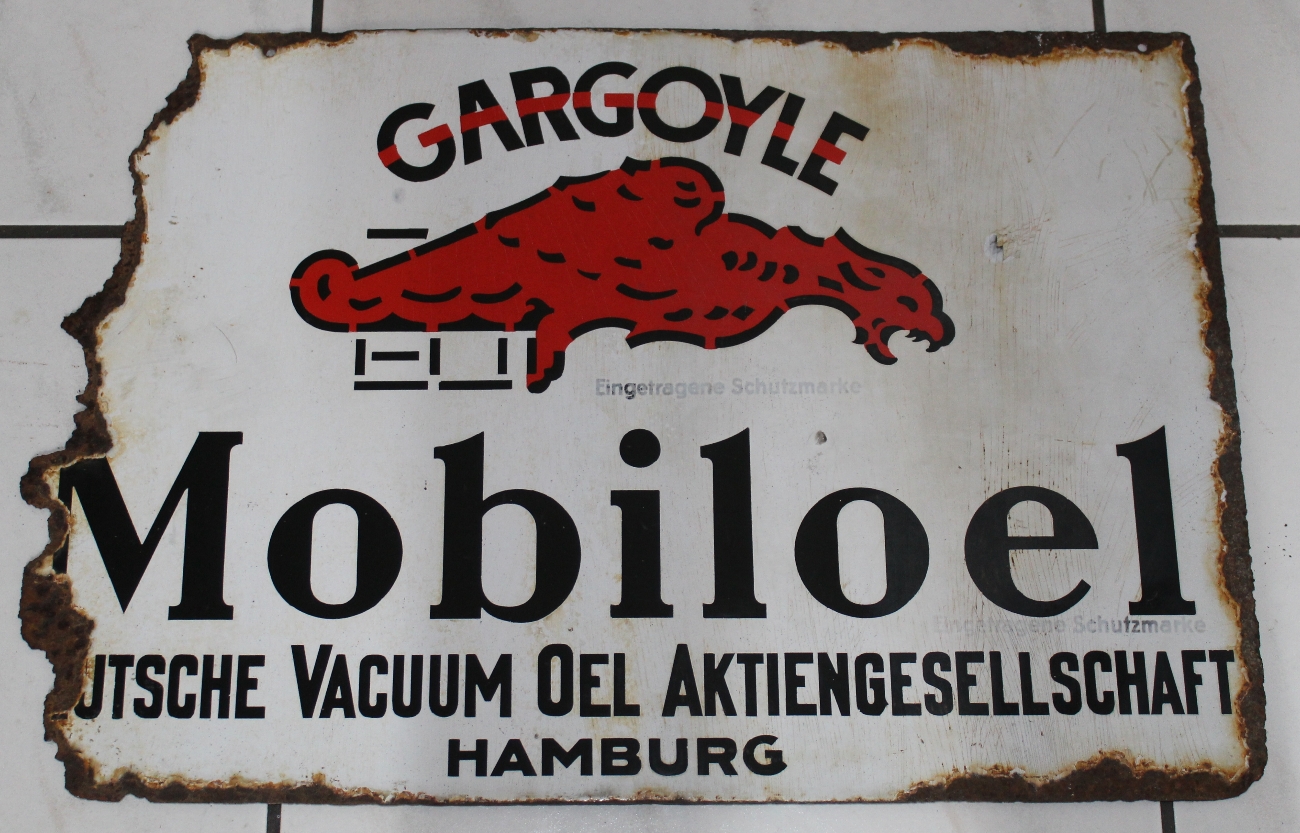 GARGOYLE
Eingetragene Schutzmarke
Mobiloel
Eingetragene Schutzmarke
UTSCHE VACUUM OEL AKTIENGESELLSCHAFT
HAMBURG